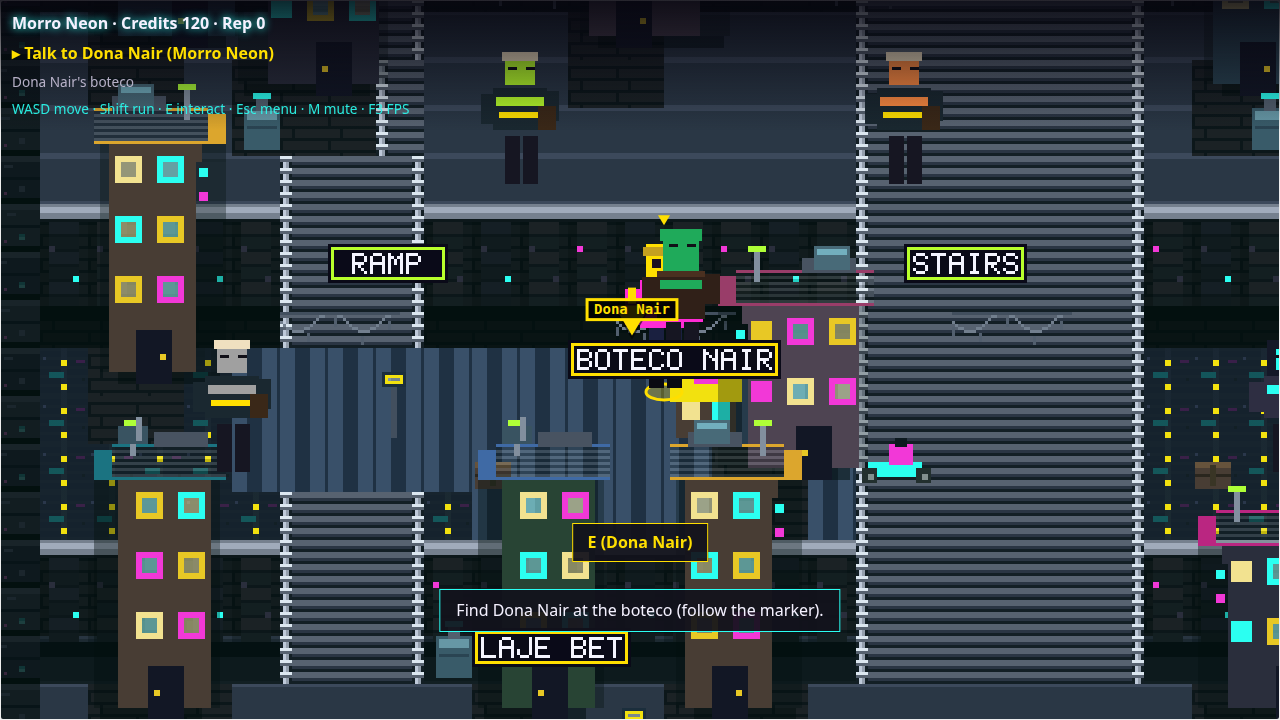 Morro Neon · Credits 120 · Rep 0
▸ Talk to Dona Nair (Morro Neon)
Dona Nair's boteco
WASD move · Shift run · E interact · Esc menu · M mute · F3 FPS
RAMP
STAIRS
Dona Nair
BOTECO NAIR
E (Dona Nair)
Find Dona Nair at the boteco (follow the marker).
LAJE BET